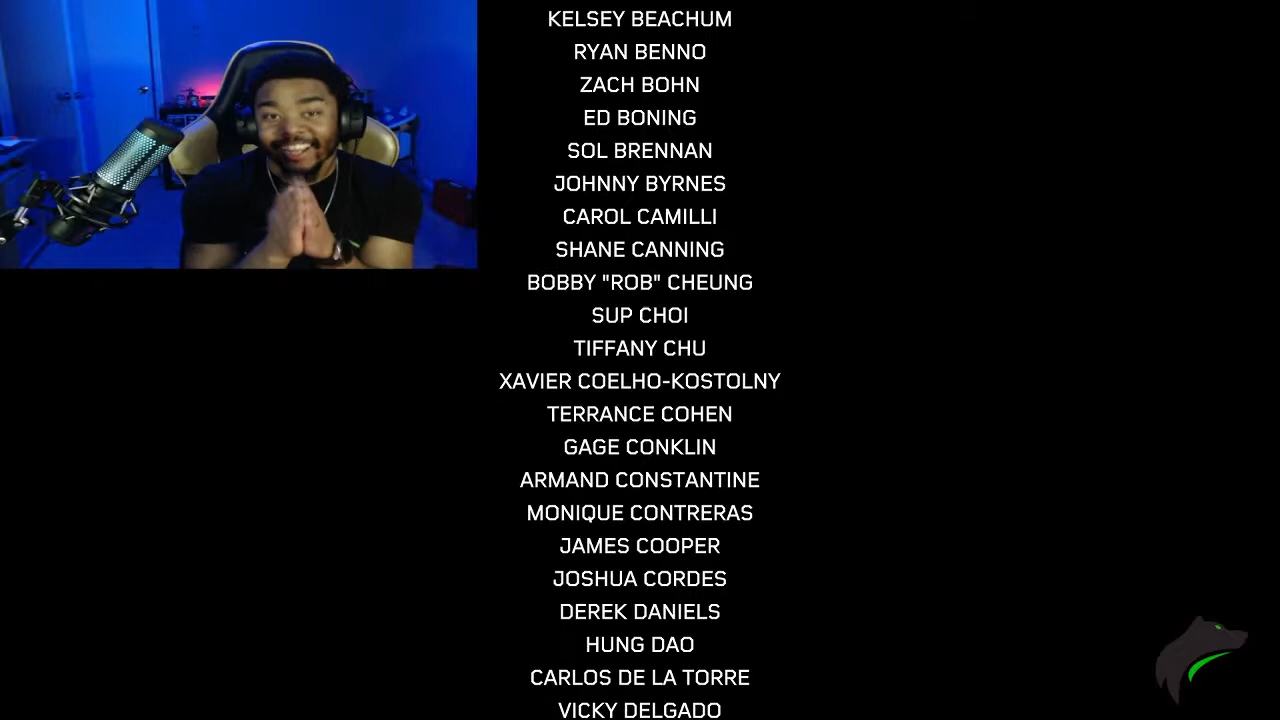 KELSEY BEACHUM
RYAN BENNO
ZACH BOHN
ED BONING
SOL BRENNAN
JOHNNY BYRNES
CAROL CAMILLI
SHANE CANNING
BOBBY "ROB" CHEUNG
SUP CHOI
TIFFANY CHU
XAVIER COELHO-KOSTOLNY
TERRANCE COHEN
GAGE CONKLIN
ARMAND CONSTANTINE
MONIQUE CONTRERAS
JAMES COOPER
JOSHUA CORDES
DEREK DANIELS
HUNG DAO
CARLOS DE LA TORRE
VICKY DELGADO